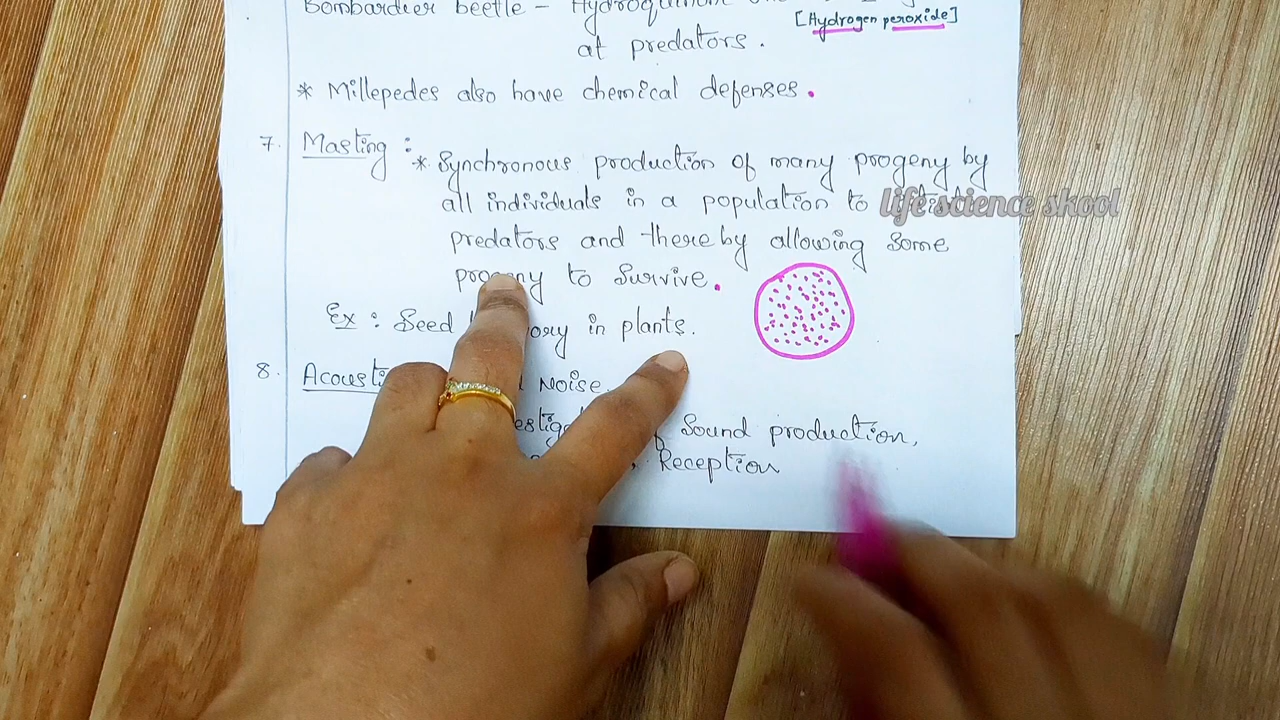 Bombardier beetle -
[Hydrogen peroxide]
at predators.
* Millepedes also have chemical defenses.
7. Masting : * Synchronous production of many progeny by
all individuals in a population to
life science skool
predators and thereby allowing some
progeny to survive.
Ex : Seed in plants.
8. Noise.
Sound production,
Reception